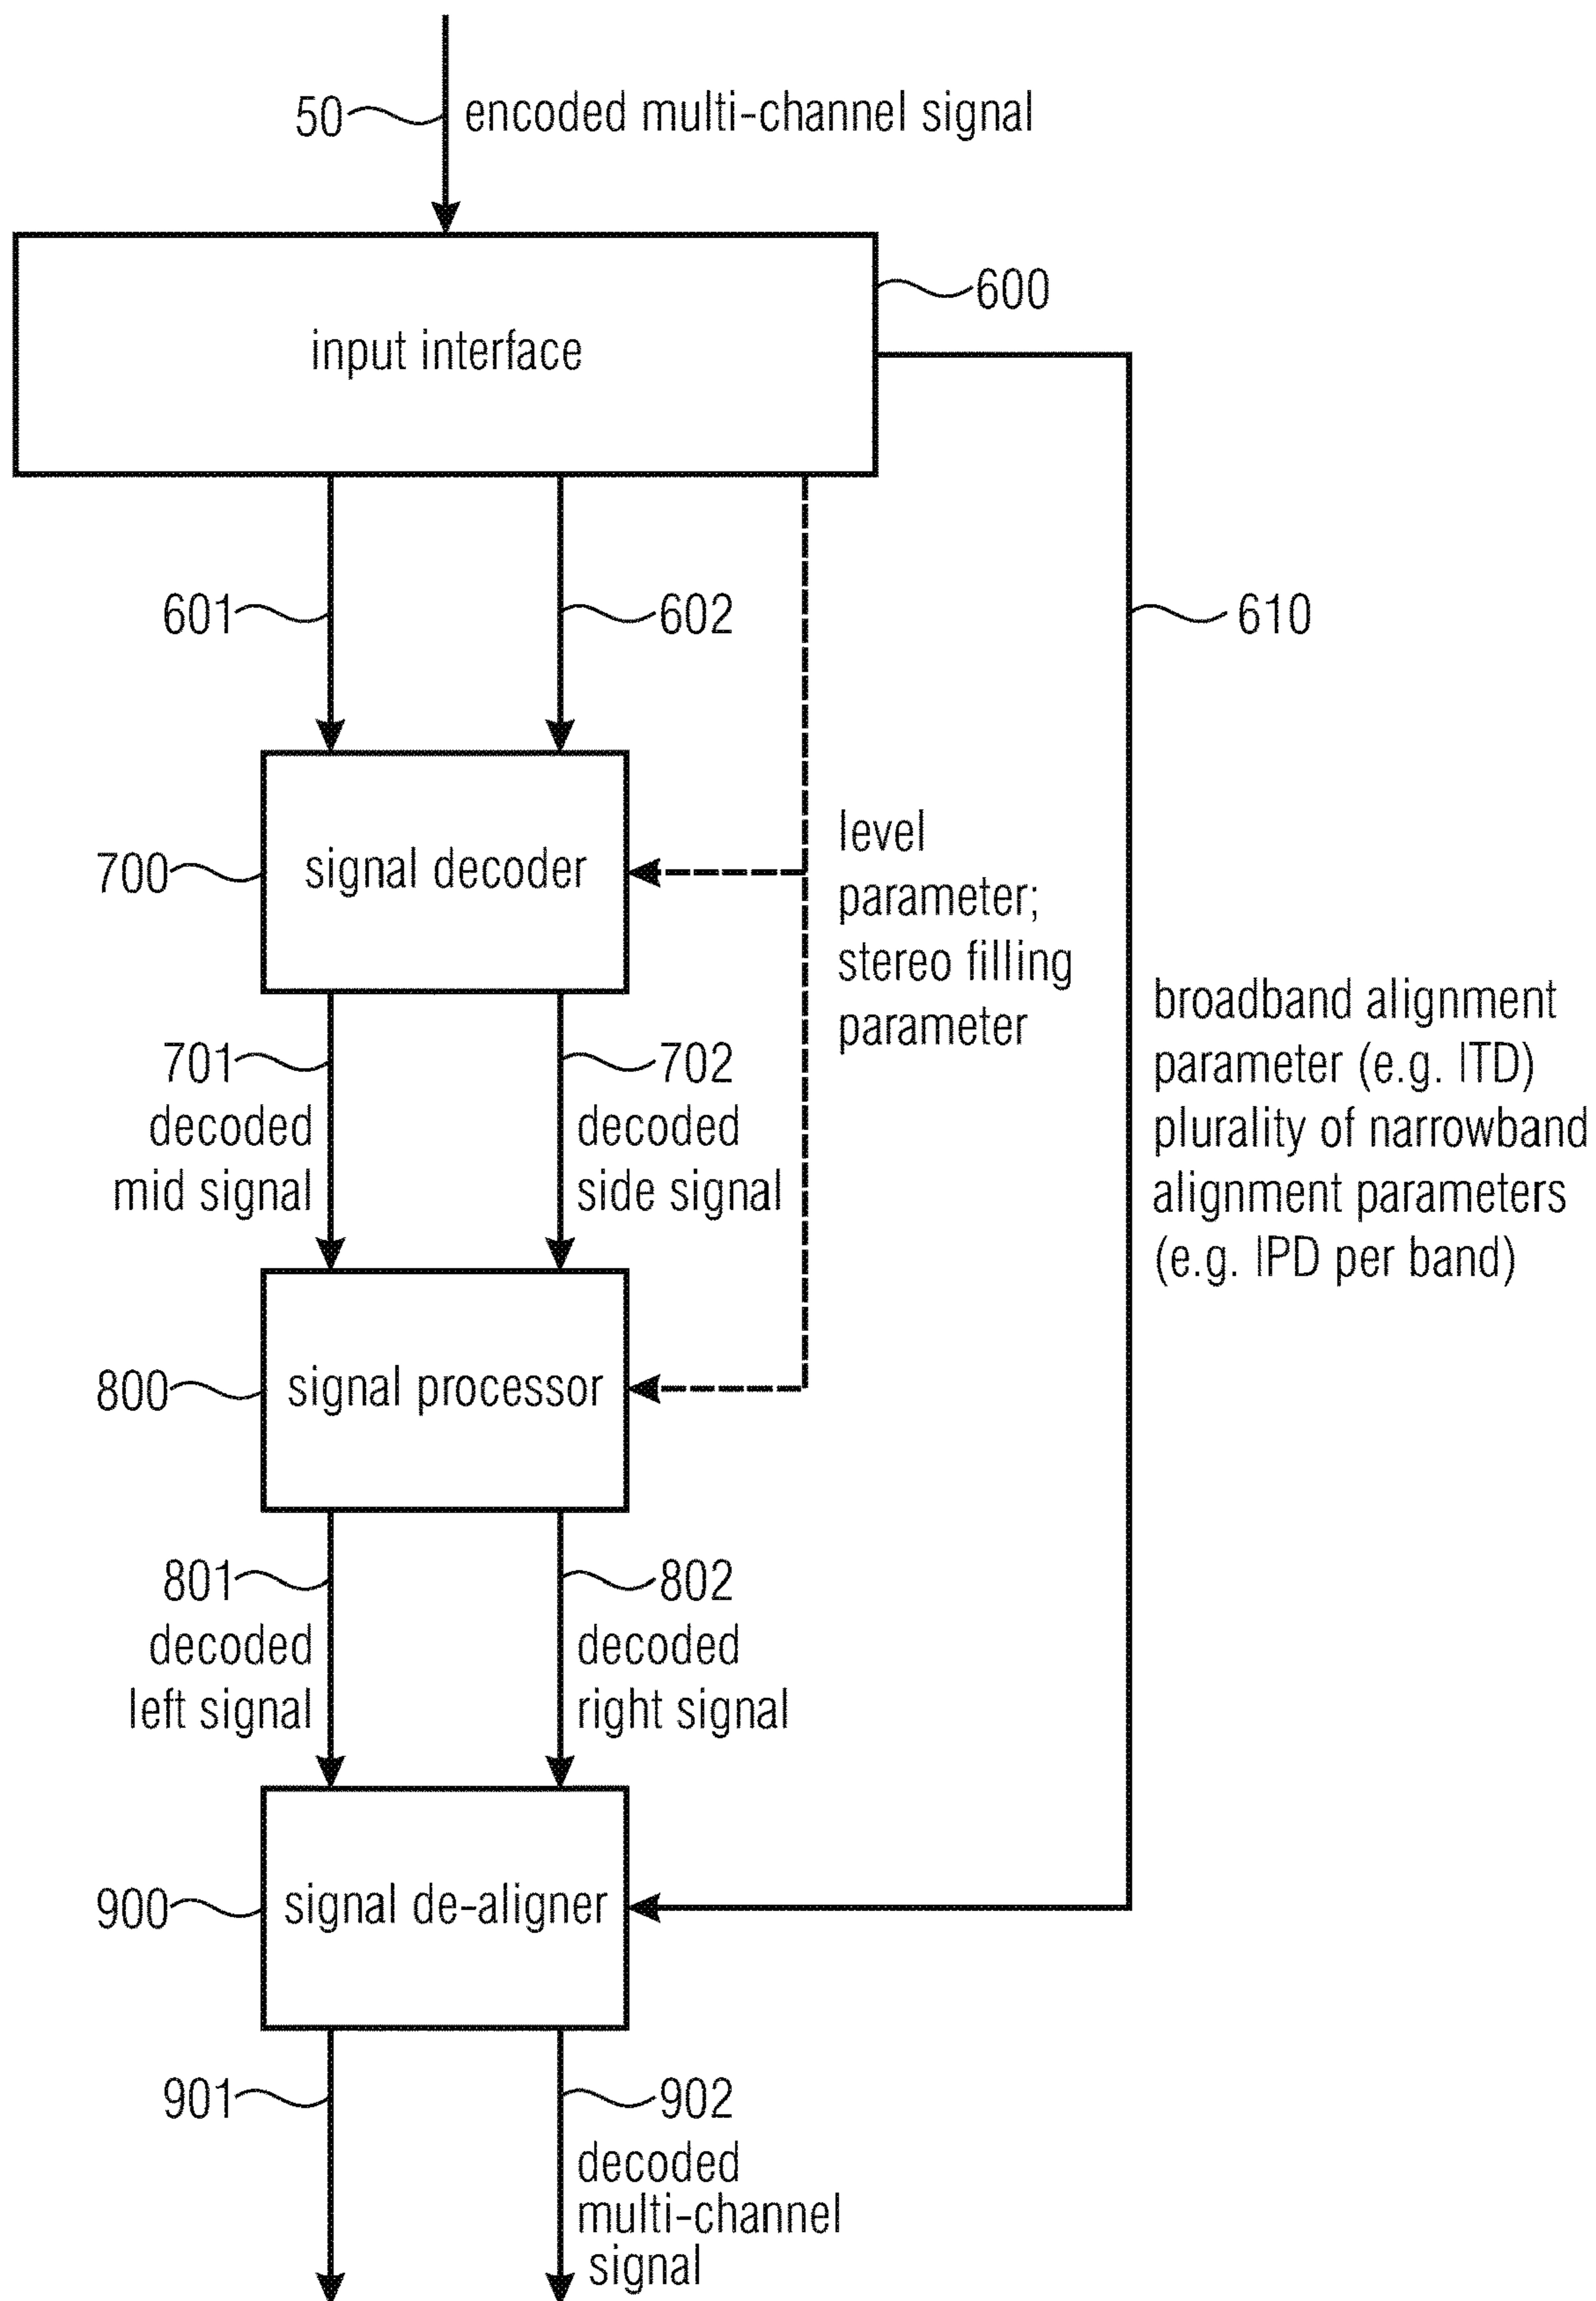 50
encoded multi-channel signal
600
input interface
601
602
610
700
signal decoder
level
parameter;
stereo filling
parameter
broadband alignment
parameter (e.g. ITD)
plurality of narrowband
alignment parameters
(e.g. IPD per band)
701
decoded
mid signal
702
decoded
side signal
800
signal processor
801
decoded
left signal
802
decoded
right signal
900
signal de-aligner
901
902
decoded
multi-channel
signal